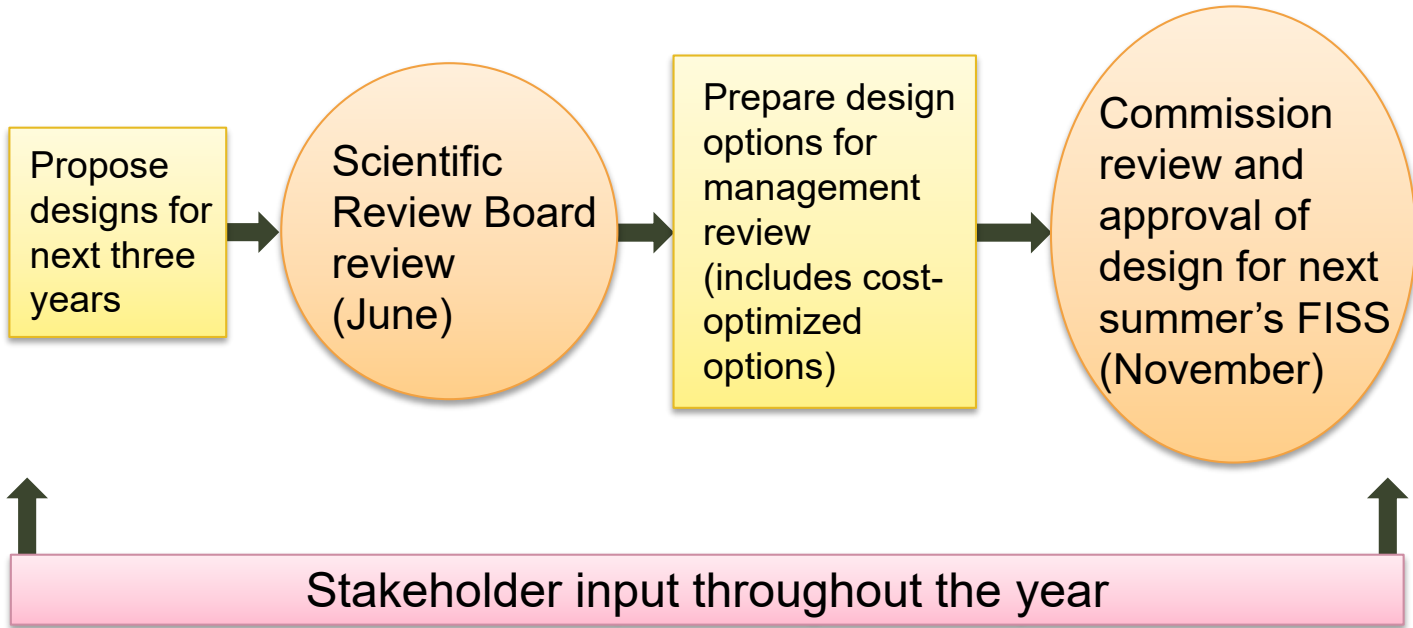 Propose
designs for
next three
years
Scientific
Review Board
review
(June)
Prepare design
options for
management
review
(includes cost-
optimized
options)
Commission
review and
approval of
design for next
summer’s FISS
(November)
Stakeholder input throughout the year